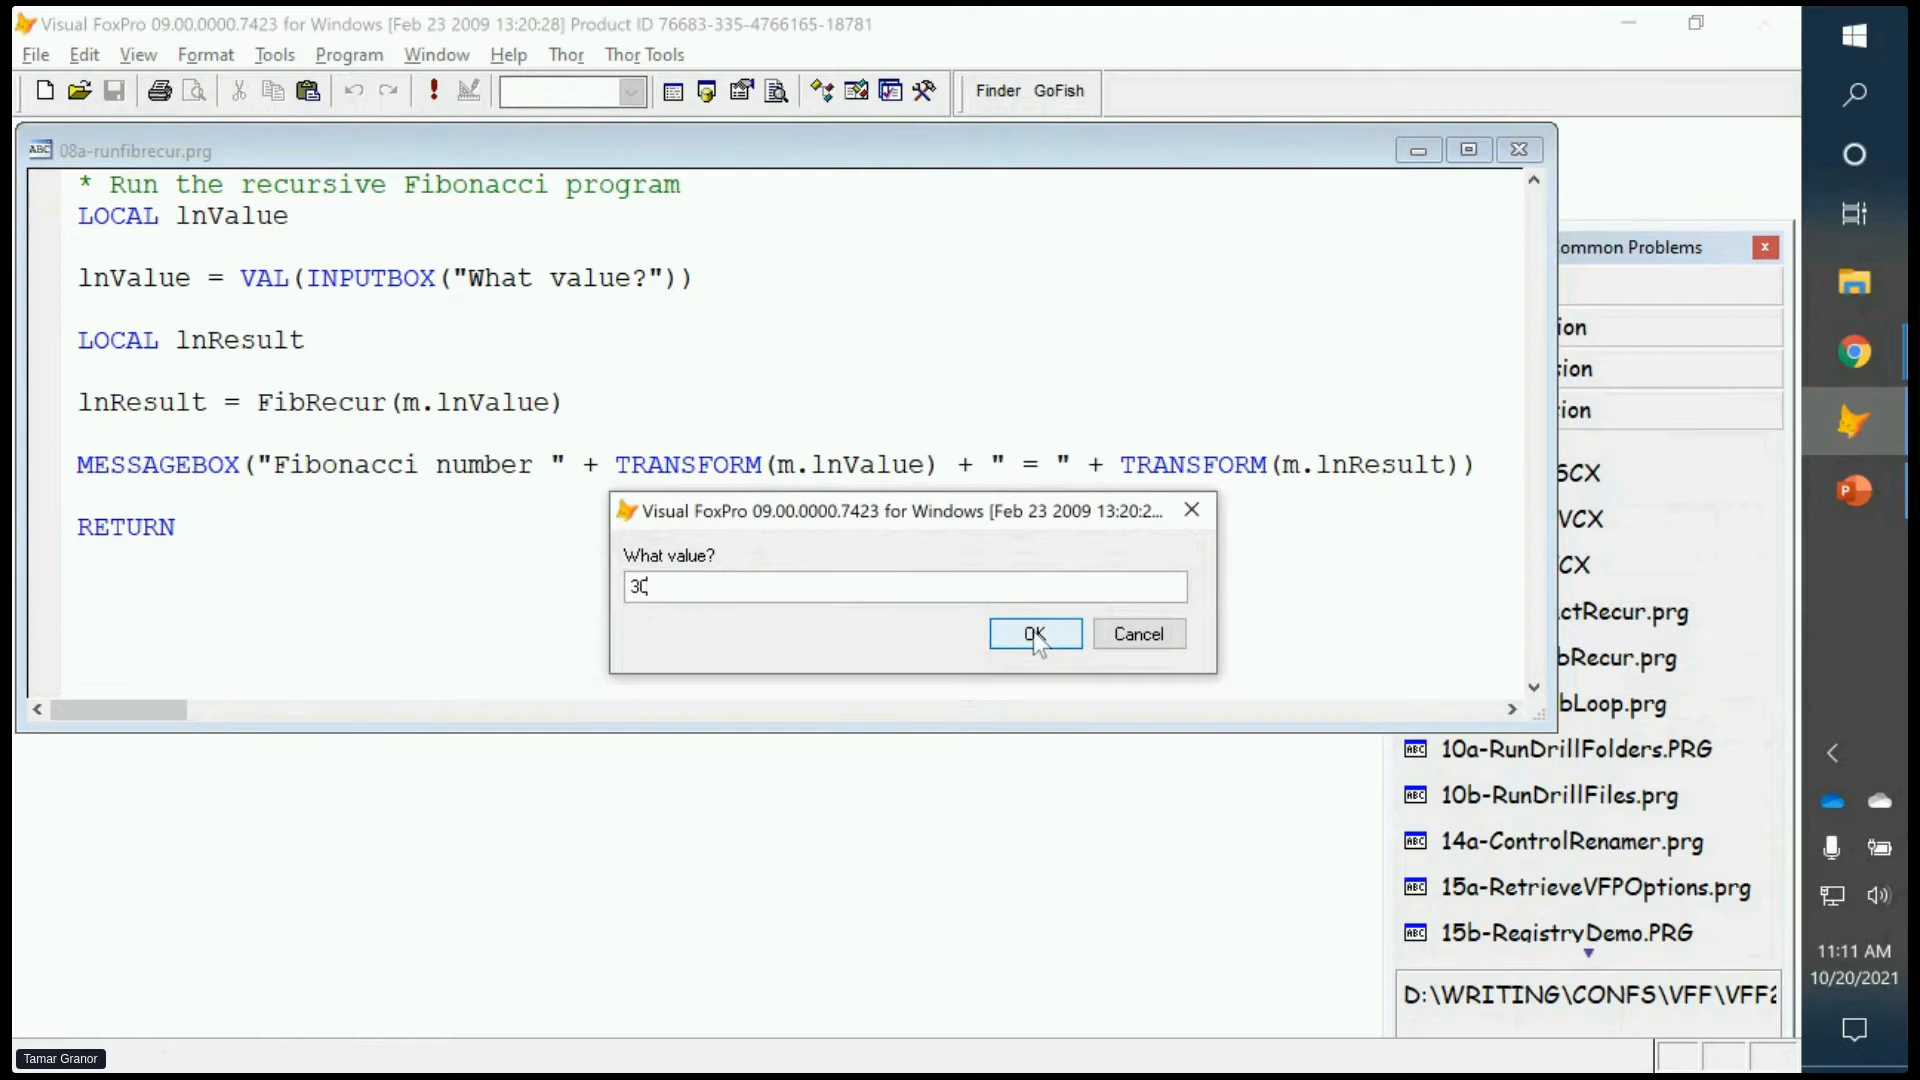 Visual FoxPro 09.00.0000.7423 for Windows [Feb 23 2009 13:20:28] Product ID 76683-335-4766165-18781
File Edit View Format Tools Program Window Help Thor Thor Tools
Finder GoFish
08a-runfibrecur.prg
* Run the recursive Fibonacci program
LOCAL lnValue
lnValue = VAL(INPUTBOX("What value?"))
LOCAL lnResult
lnResult = FibRecur(m.lnValue)
MESSAGEBOX("Fibonacci number " + TRANSFORM(m.lnValue) + " = " + TRANSFORM(m.lnResult))
RETURN
Visual FoxPro 09.00.0000.7423 for Windows [Feb 23 2009 13:20:2...
What value?
OK Cancel
ommon Problems
ion
sion
tion
SCX
VCX
CX
ctRecur.prg
bRecur.prg
bLoop.prg
10a-RunDrillFolders.PRG
10b-RunDrillFiles.prg
14a-ControlRenamer.prg
15a-RetrieveVFPOptions.prg
15b-RegistryDemo.PRG
D:\WRITING\CONFS\VFF\VFF2
11:11 AM
10/20/2021
Tamar Granor